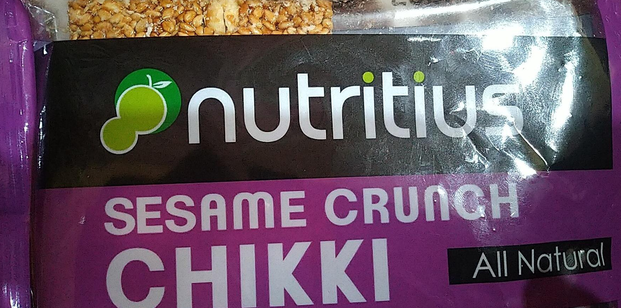 nutritius
SESAME CRUNCH
CHIKKI
All Natural